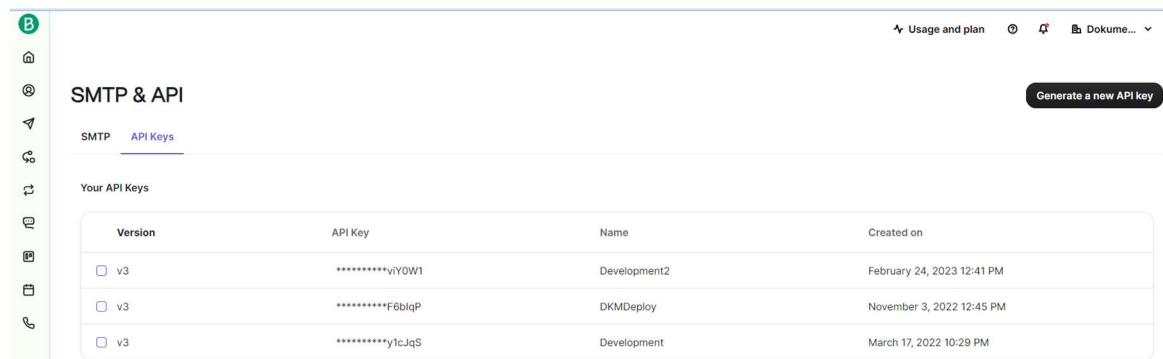 B
Usage and plan Dokume...
SMTP & API
Generate a new API key
SMTP API Keys
Your API Keys
Version API Key Name Created on
v3 **********viY0W1 Development2 February 24, 2023 12:41 PM
v3 **********F6bIqP DKMDeploy November 3, 2022 12:45 PM
v3 **********y1cJqS Development March 17, 2022 10:29 PM